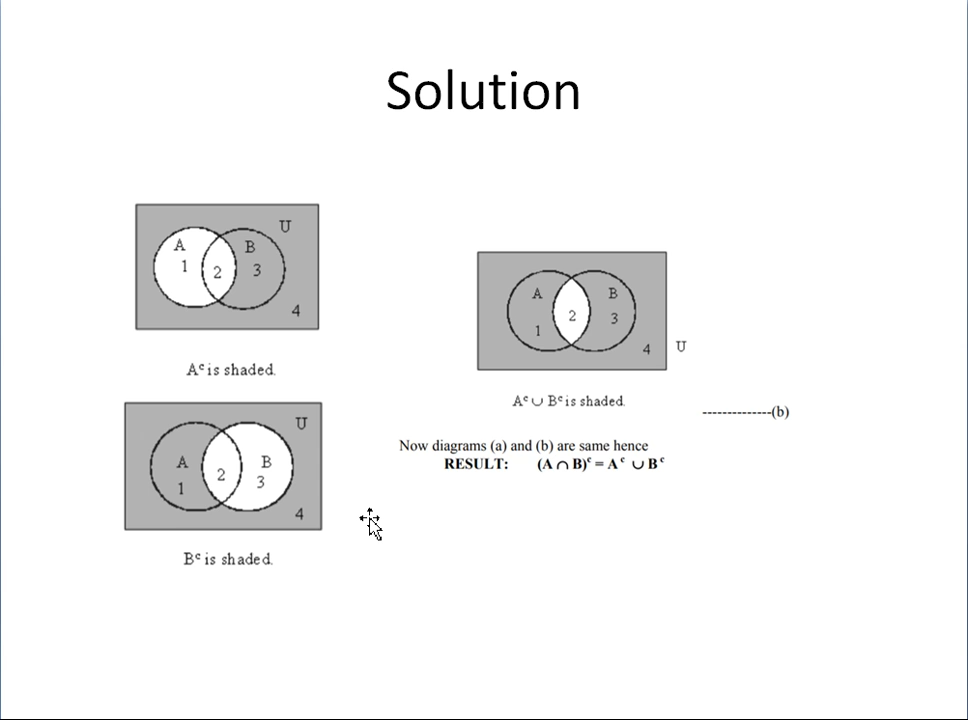 Solution
U
A
B
1
2
3
4
Aᶜ is shaded.
U
A
B
2
1
3
4
Bᶜ is shaded.
A
B
2
3
1
4
U
Aᶜ ∪ Bᶜ is shaded.
--------------(b)
Now diagrams (a) and (b) are same hence
RESULT: (A ∩ B)ᶜ = A ᶜ ∪ B ᶜ